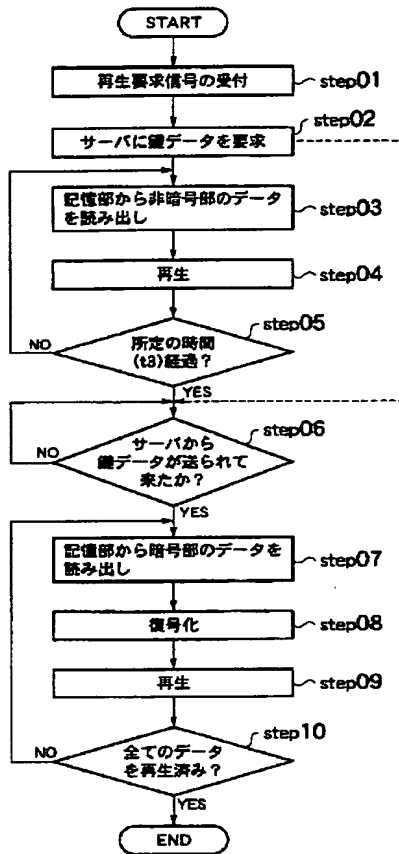 START
再生要求信号の受付
step01
step02
サーバに鍵データを要求
記憶部から非暗号部のデータ
を読み出し
step03
再生
step04
step05
所定の時間
(t3)経過？
NO
YES
step06
サーバから
鍵データが送られて
来たか？
NO
YES
記憶部から暗号部のデータを
読み出し
step07
復号化
step08
再生
step09
step10
全てのデータ
を再生済み？
NO
YES
END